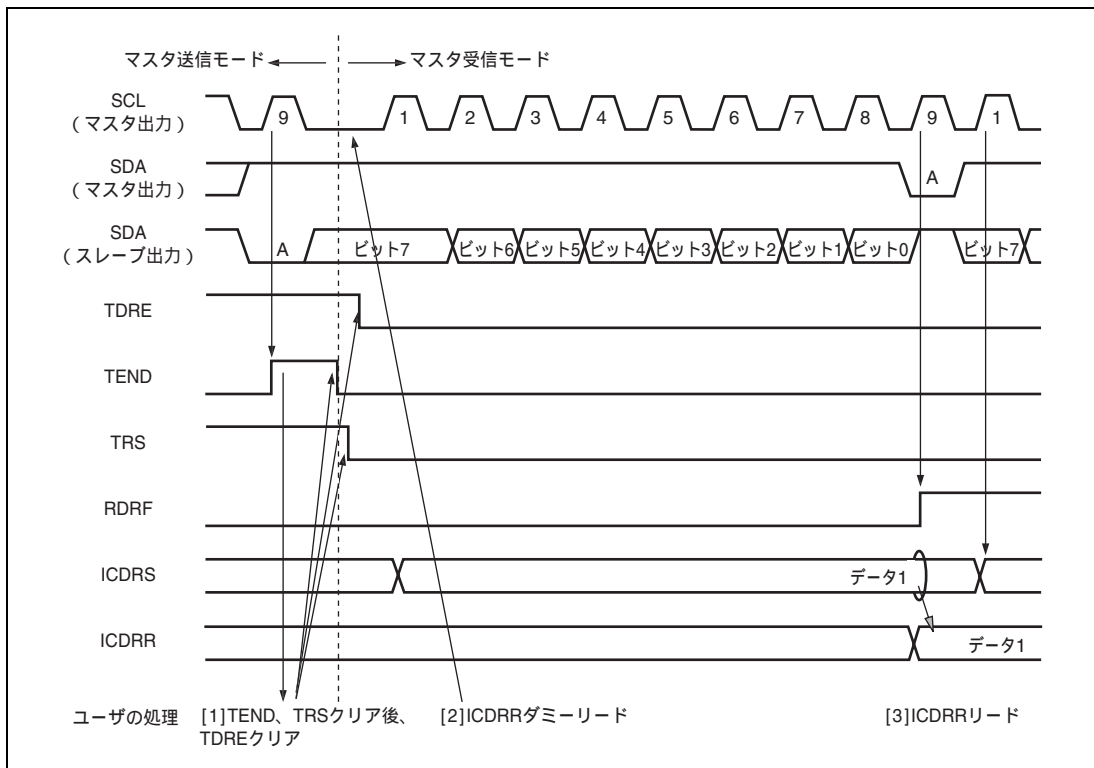 マスタ送信モード マスタ受信モード
SCL
(マスタ出力)
9 1 2 3 4 5 6 7 8 9 1
SDA
(マスタ出力)
A
SDA
(スレーブ出力)
A ビット7 ビット6 ビット5 ビット4 ビット3 ビット2 ビット1 ビット0 ビット7
TDRE
TEND
TRS
RDRF
ICDRS
データ1
ICDRR
データ1
ユーザの処理 [1]TEND、TRSクリア後、 [2]ICDRRダミーリード [3]ICDRRリード
TDREクリア